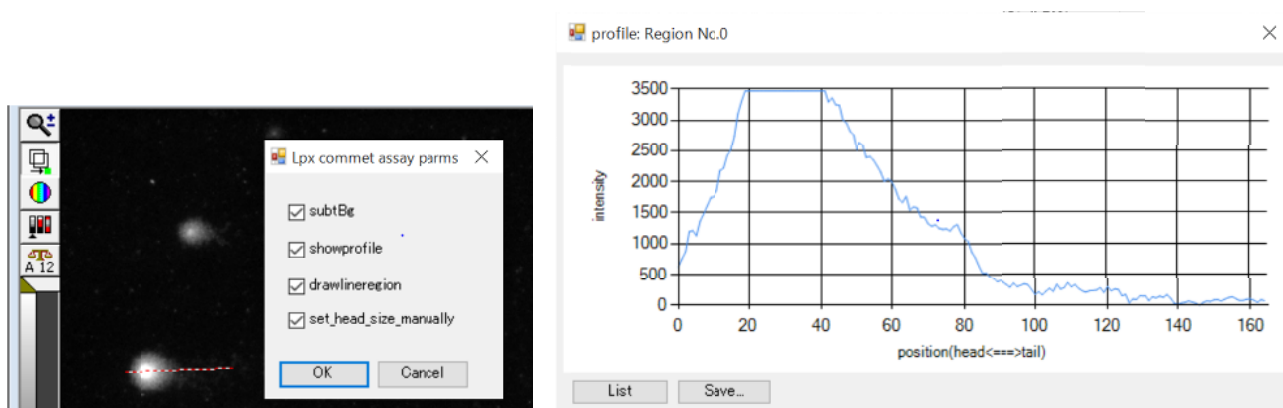 A 12
Lpx commet assay parms
subtBg
showprofile
drawlineregion
set_head_size_manually
OK
Cancel
profile: Region No.0
3500
3000
2500
2000
1500
1000
500
0
intensity
0 20 40 60 80 100 120 140 160
position(head<===>tail)
List
Save...